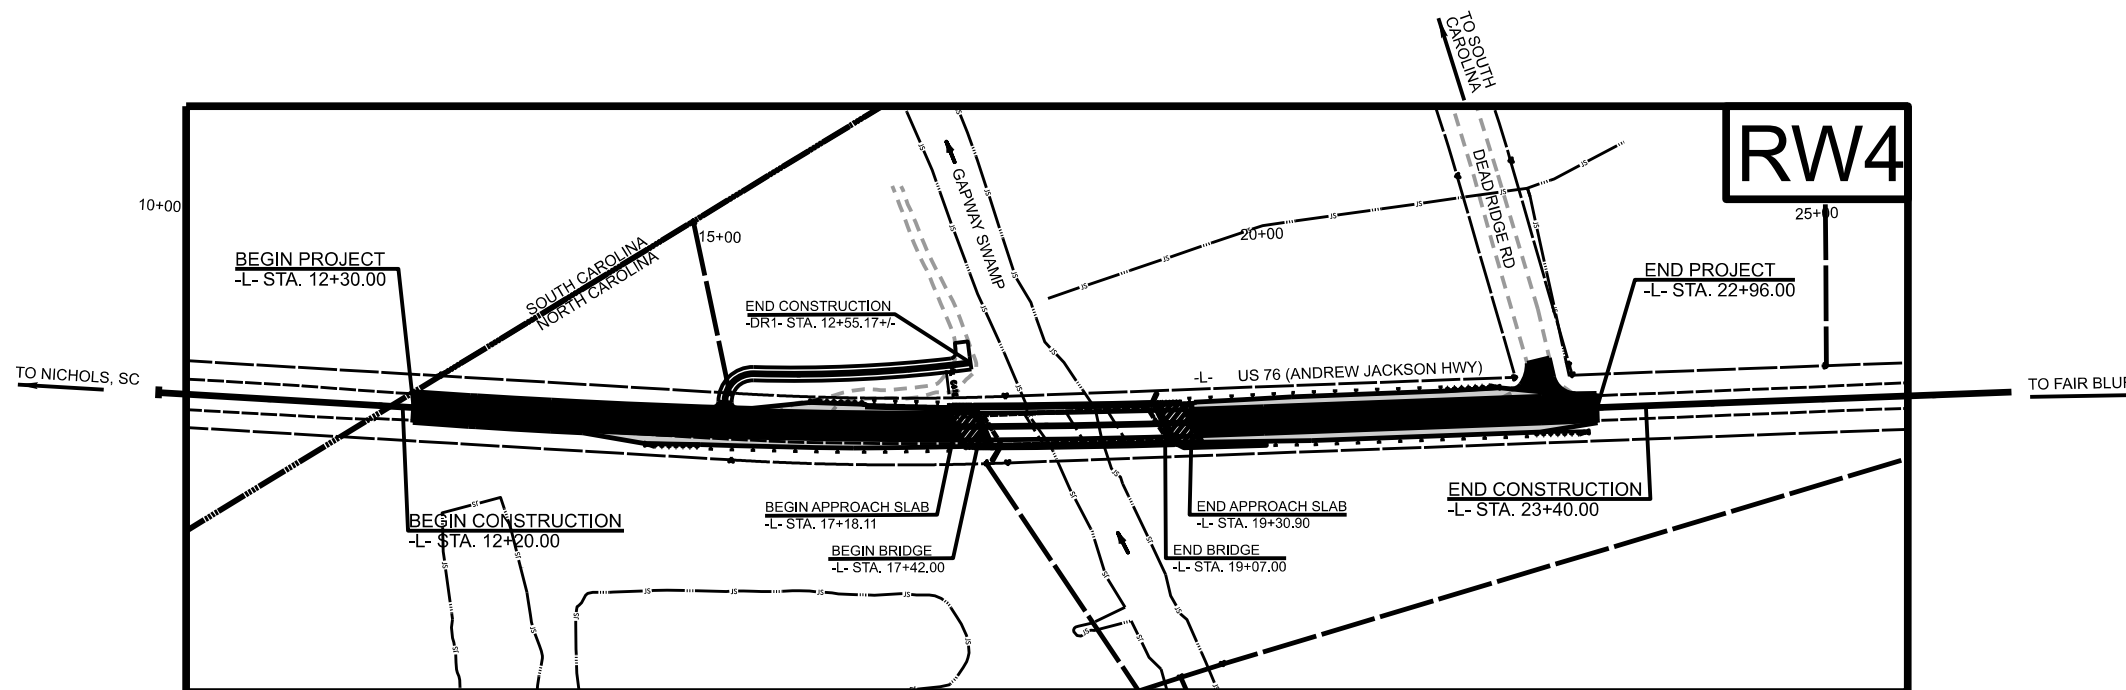 TO SOUTH
CAROLINA
RW4
10+00
15+00
20+00
25+00
GAPWAY SWAMP
DEAD RIDGE RD
SOUTH CAROLINA
NORTH CAROLINA
BEGIN PROJECT
-L- STA. 12+30.00
END PROJECT
-L- STA. 22+96.00
END CONSTRUCTION
-DR1- STA. 12+55.17+/-
TO NICHOLS, SC
-L- US 76 (ANDREW JACKSON HWY)
TO FAIR BLUF
BEGIN CONSTRUCTION
-L- STA. 12+20.00
BEGIN APPROACH SLAB
-L- STA. 17+18.11
BEGIN BRIDGE
-L- STA. 17+42.00
END APPROACH SLAB
-L- STA. 19+30.90
END BRIDGE
-L- STA. 19+07.00
END CONSTRUCTION
-L- STA. 23+40.00